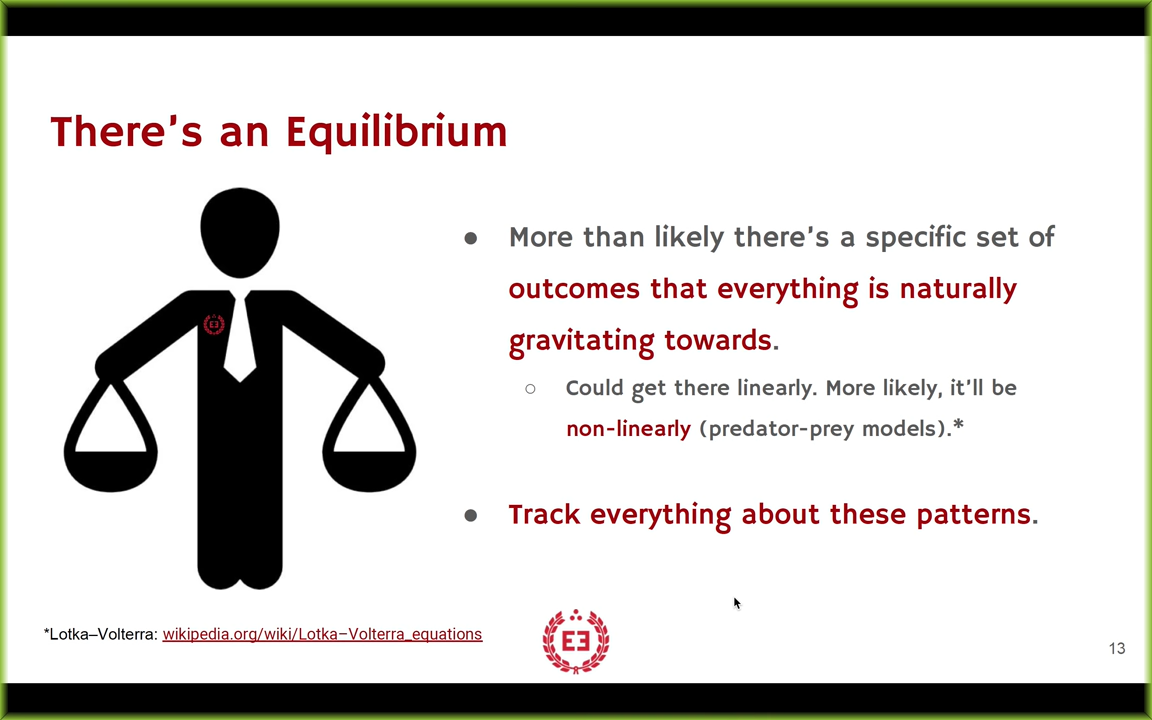 There's an Equilibrium
● More than likely there's a specific set of
outcomes that everything is naturally
gravitating towards.
○ Could get there linearly. More likely, it'll be
non-linearly (predator-prey models).*
● Track everything about these patterns.
*Lotka–Volterra: wikipedia.org/wiki/Lotka–Volterra_equations
EƎ
EƎ
13